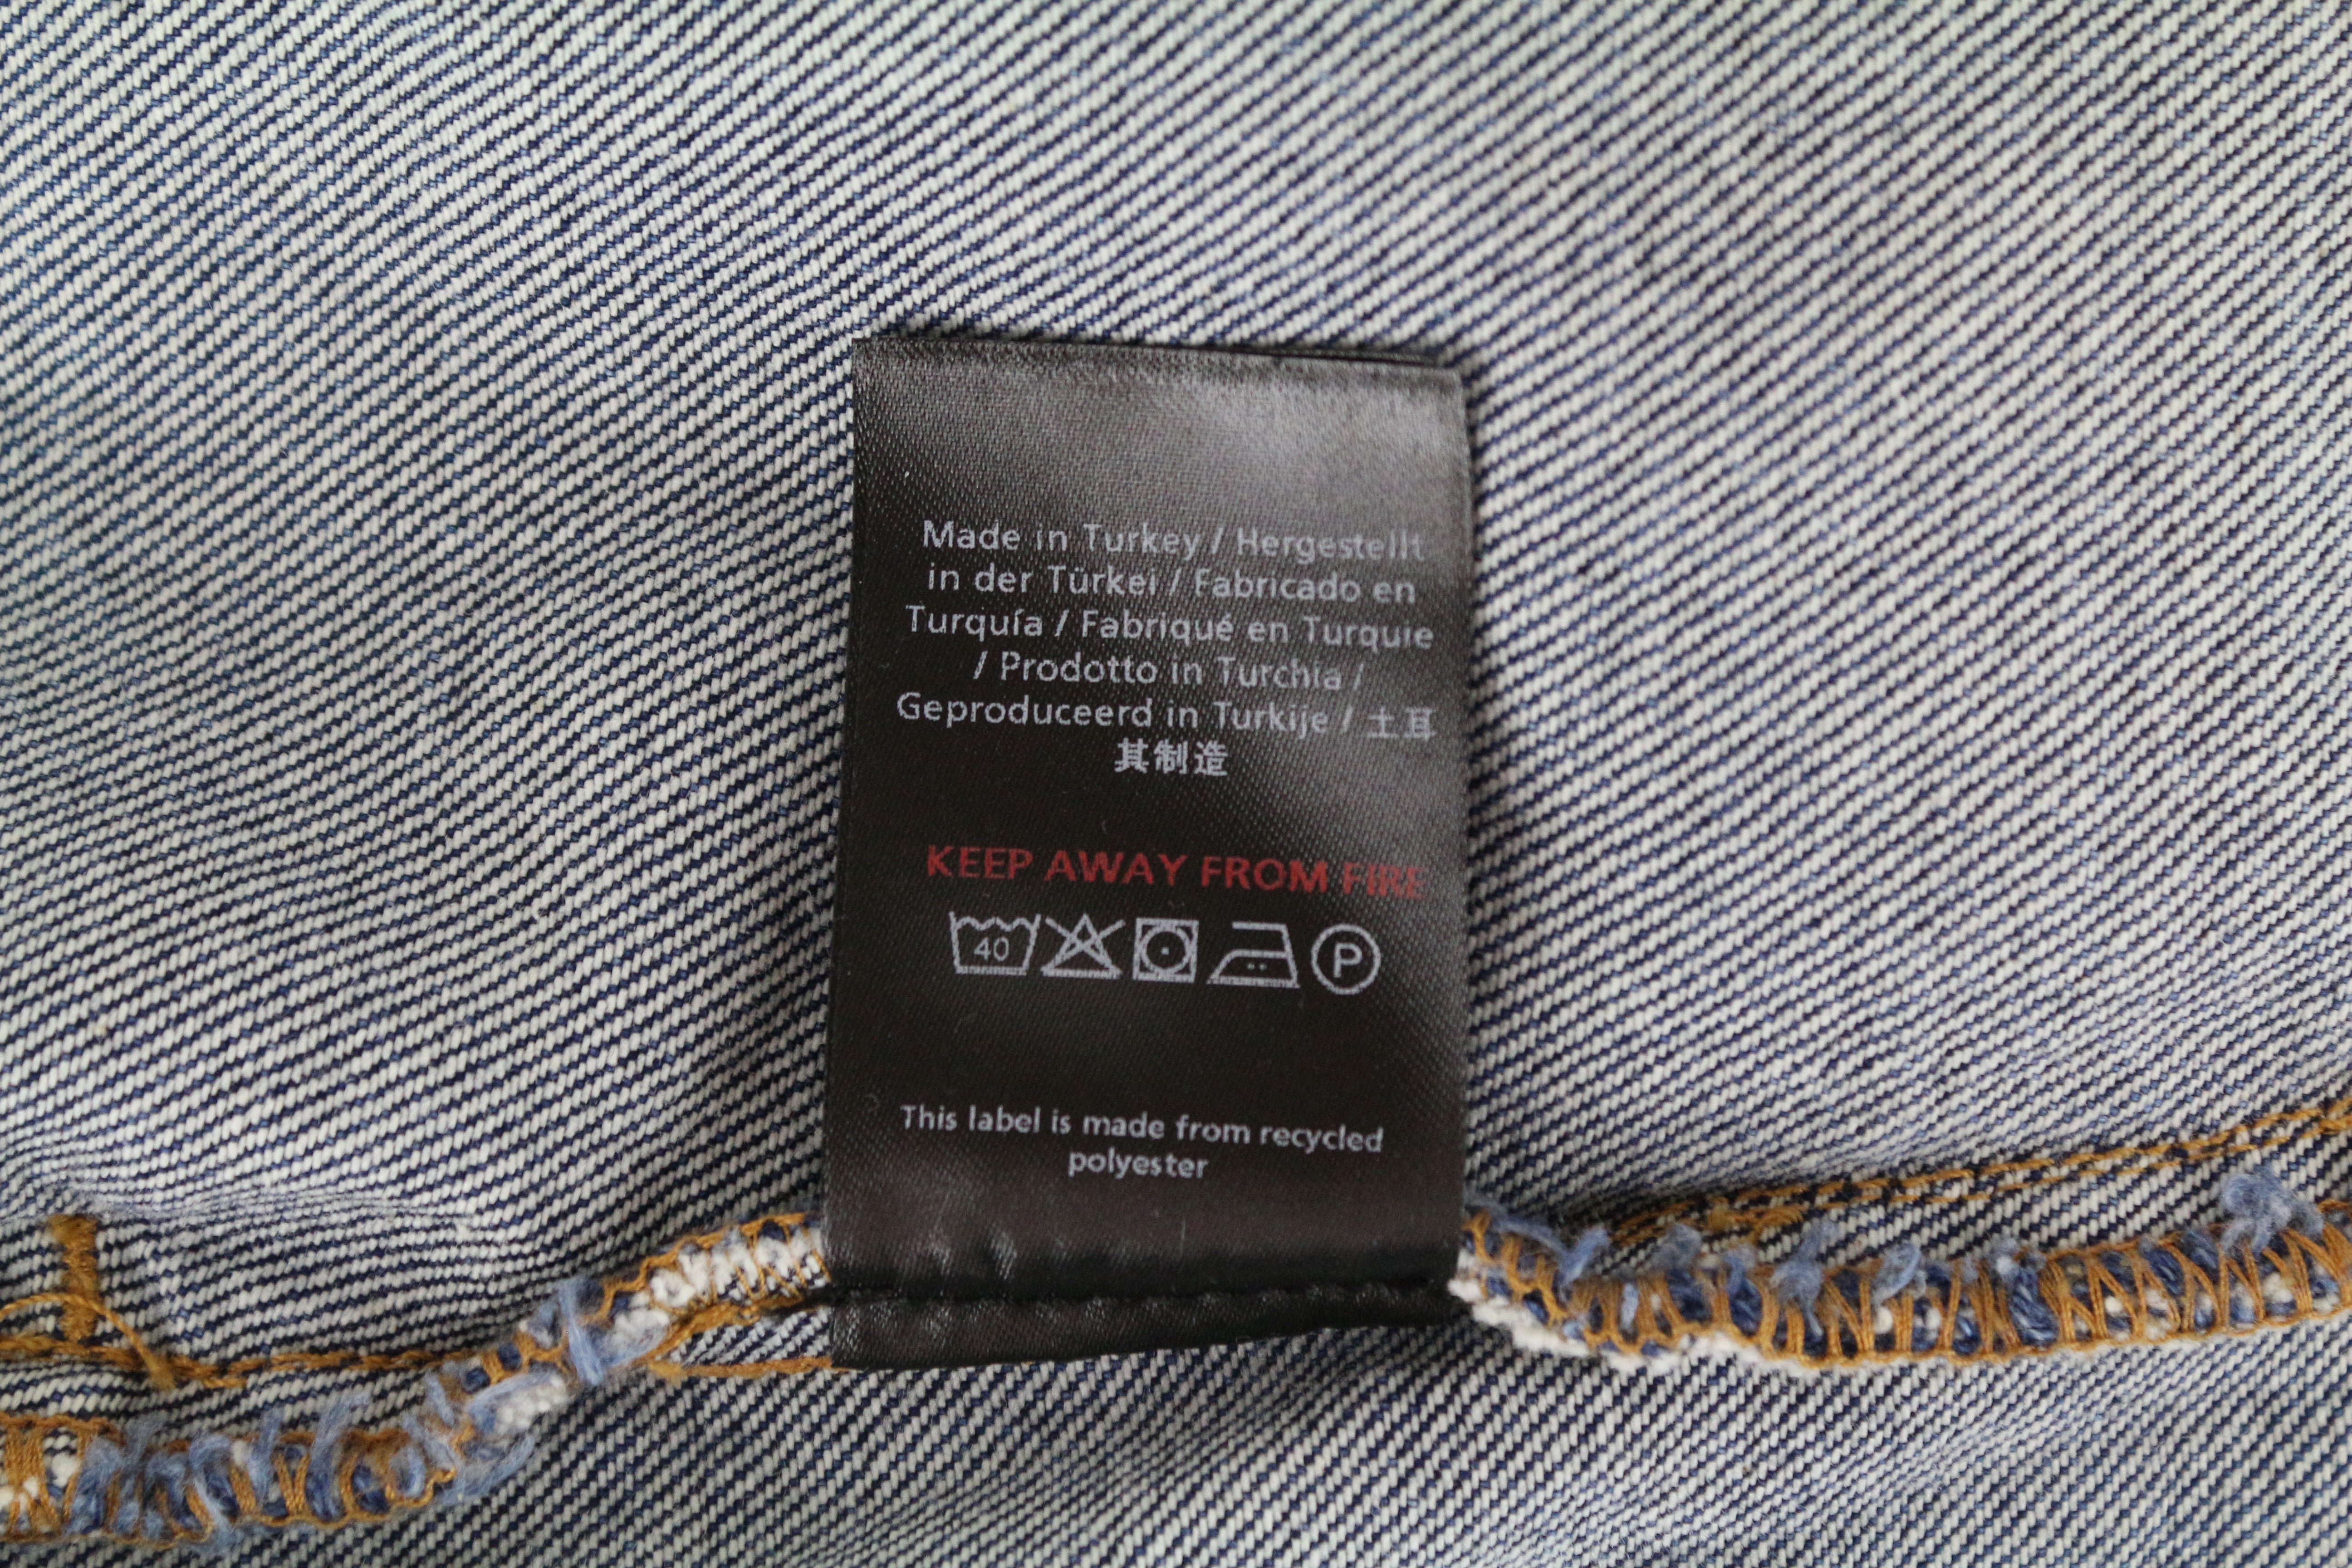 Made in Turkey / Hergestellt
in der Türkei / Fabricado en
Turquía / Fabriqué en Turquie
/ Prodotto in Turchia /
Geproduceerd in Turkije / 土耳
其制造
KEEP AWAY FROM FIRE
40 P
This label is made from recycled
polyester